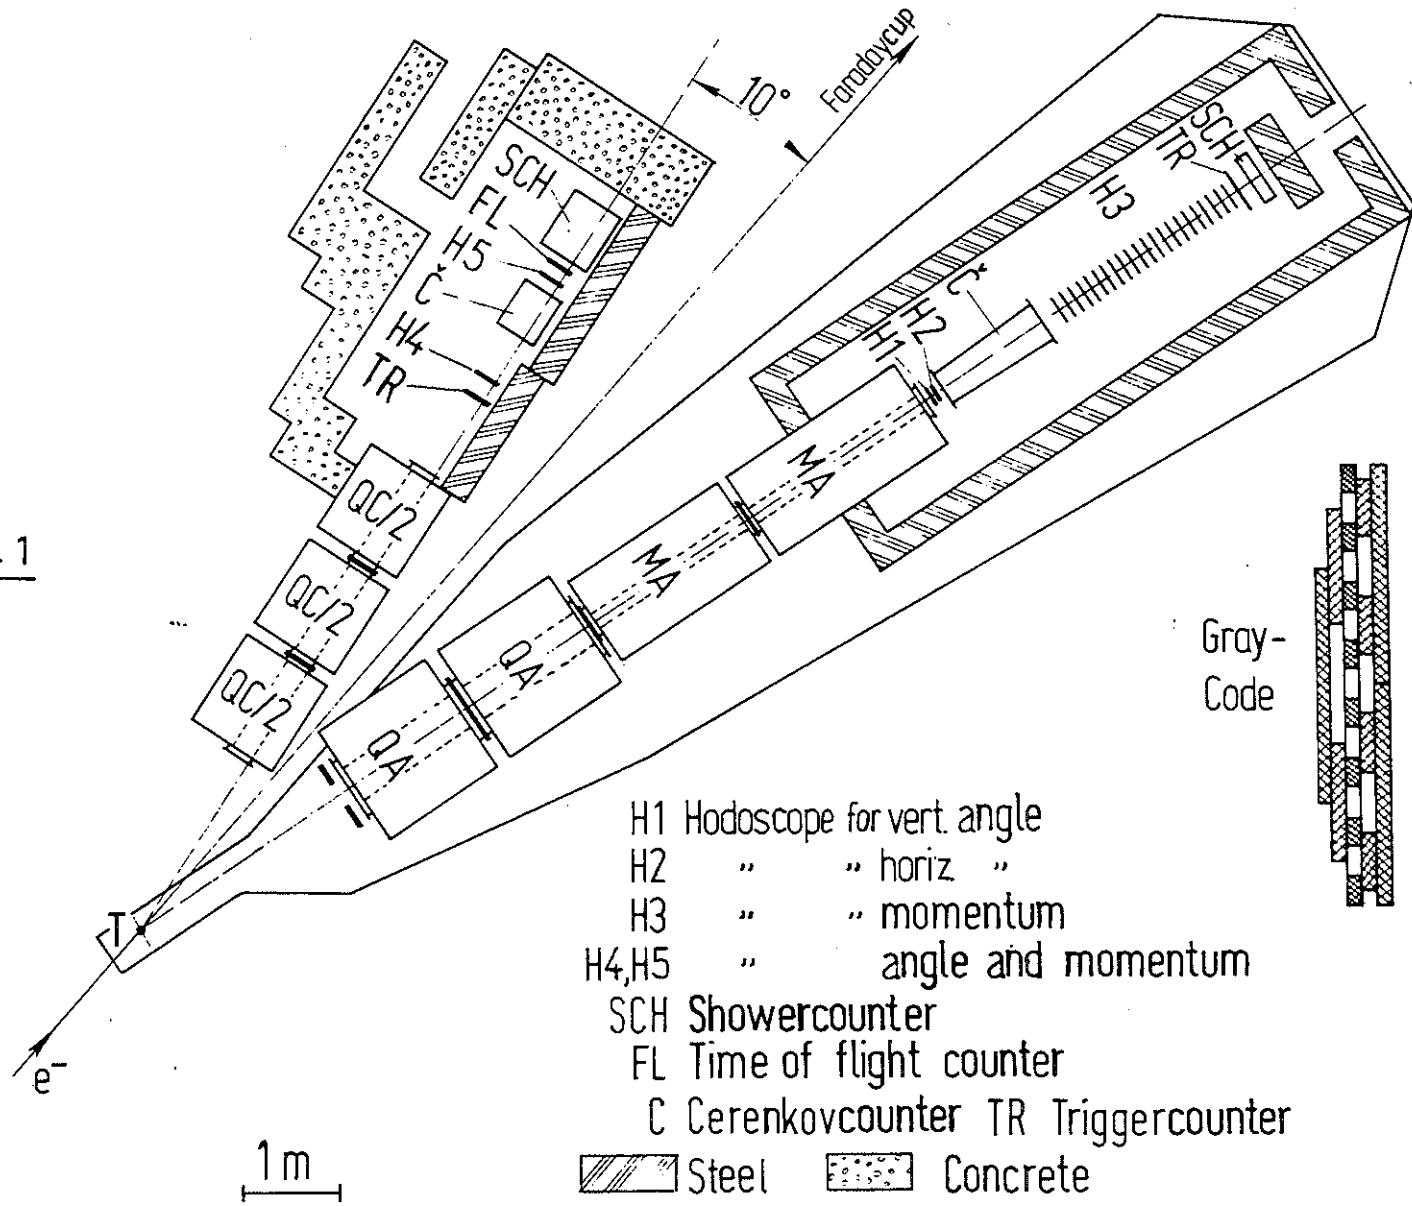 Faradaycup
10°
SCH
FL
H5
Č
H4
TR
SCH
TR
H3
Č
H2
H1
MA
MA
QA
QA
QC/2
QC/2
QC/2
. 1
Gray-
Code
T
e⁻
H1 Hodoscope for vert. angle
H2 " " horiz "
H3 " " momentum
H4,H5 " angle and momentum
SCH Showercounter
FL Time of flight counter
C Cerenkovcounter TR Triggercounter
Steel Concrete
1 m